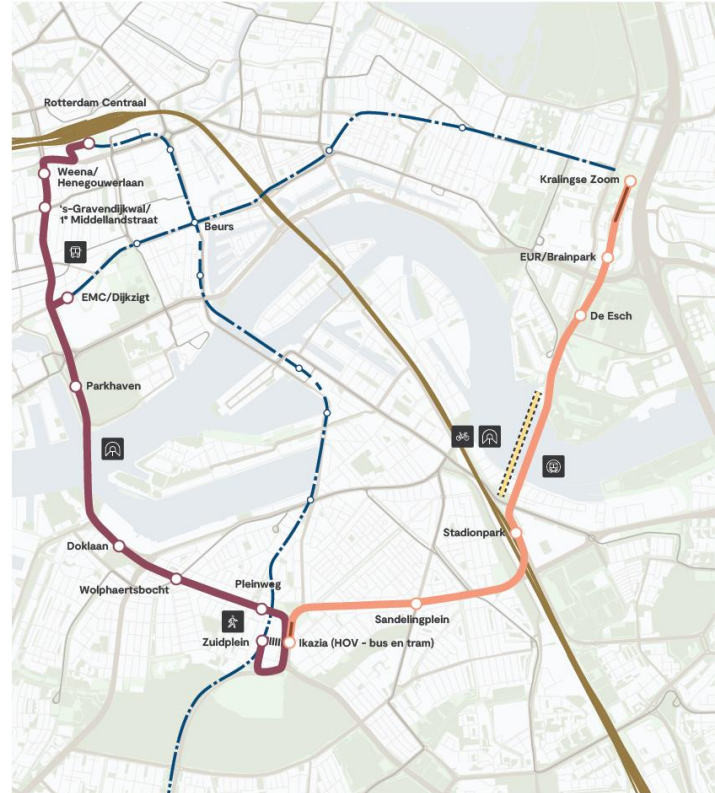 Rotterdam Centraal
Weena/
Henegouwerlaan
's-Gravendijkwal/
1e Middellandstraat
Beurs
Kralingse Zoom
EUR/Brainpark
EMC/Dijkzigt
De Esch
Parkhaven
Stadionpark
Doklaan
Wolphaertsbocht
Pleinweg
Sandelingplein
Zuidplein
Ikazia (HOV - bus en tram)